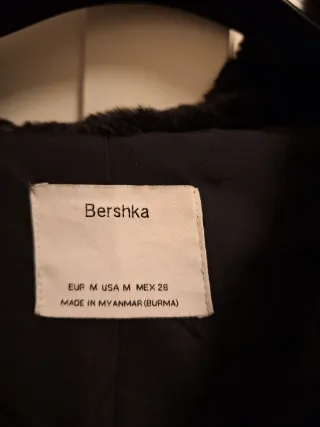 Bershka
EUR M USA M MEX 28
MADE IN MYANMAR (BURMA)